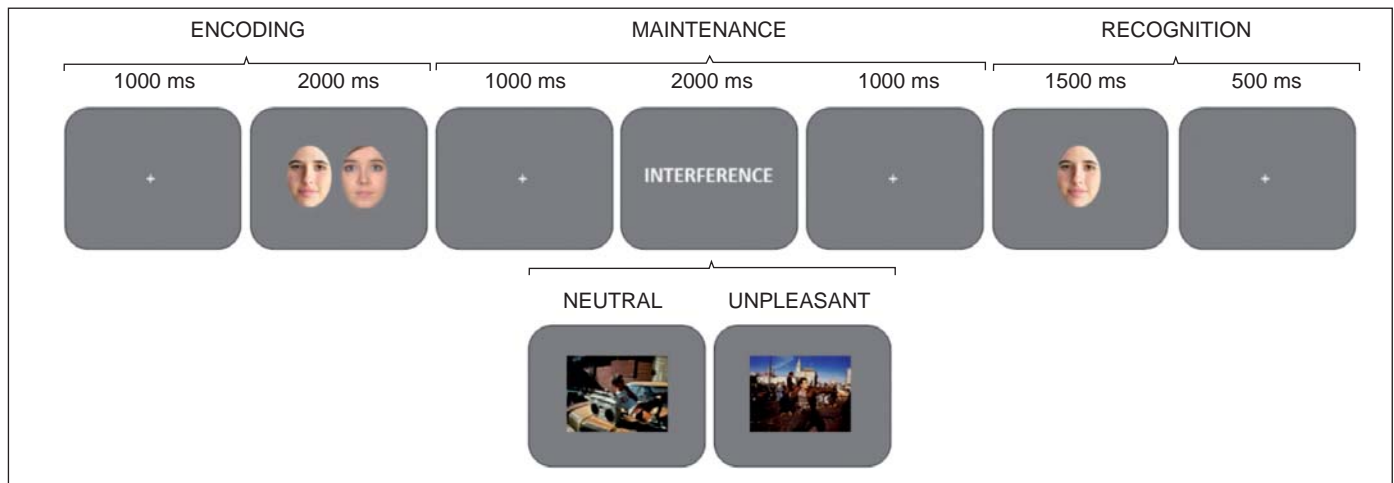 ENCODING MAINTENANCE RECOGNITION
1000 ms 2000 ms 1000 ms 2000 ms 1000 ms 1500 ms 500 ms
INTERFERENCE
NEUTRAL UNPLEASANT